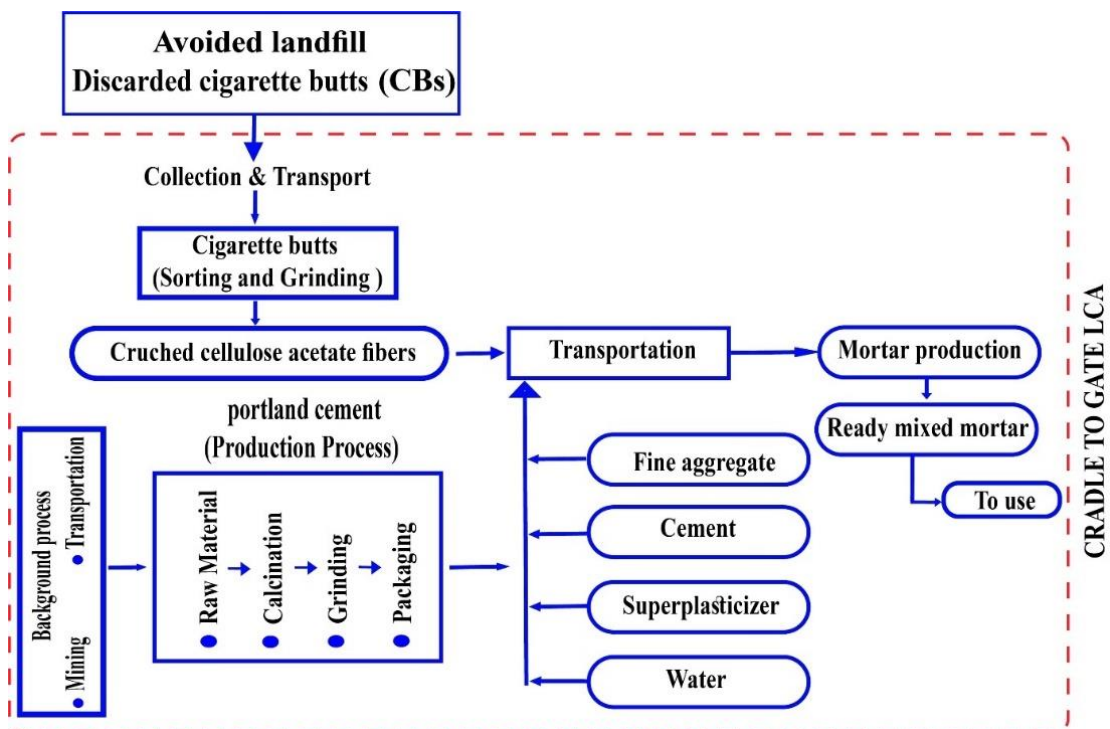 Avoided landfill
Discarded cigarette butts (CBs)
Collection & Transport
Cigarette butts
(Sorting and Grinding )
Cruched cellulose acetate fibers
Transportation
Mortar production
Ready mixed mortar
To use
portland cement
(Production Process)
Background process
Mining
Transportation
Raw Material
Calcination
Grinding
Packaging
Fine aggregate
Cement
Superplasticizer
Water
CRADLE TO GATE LCA